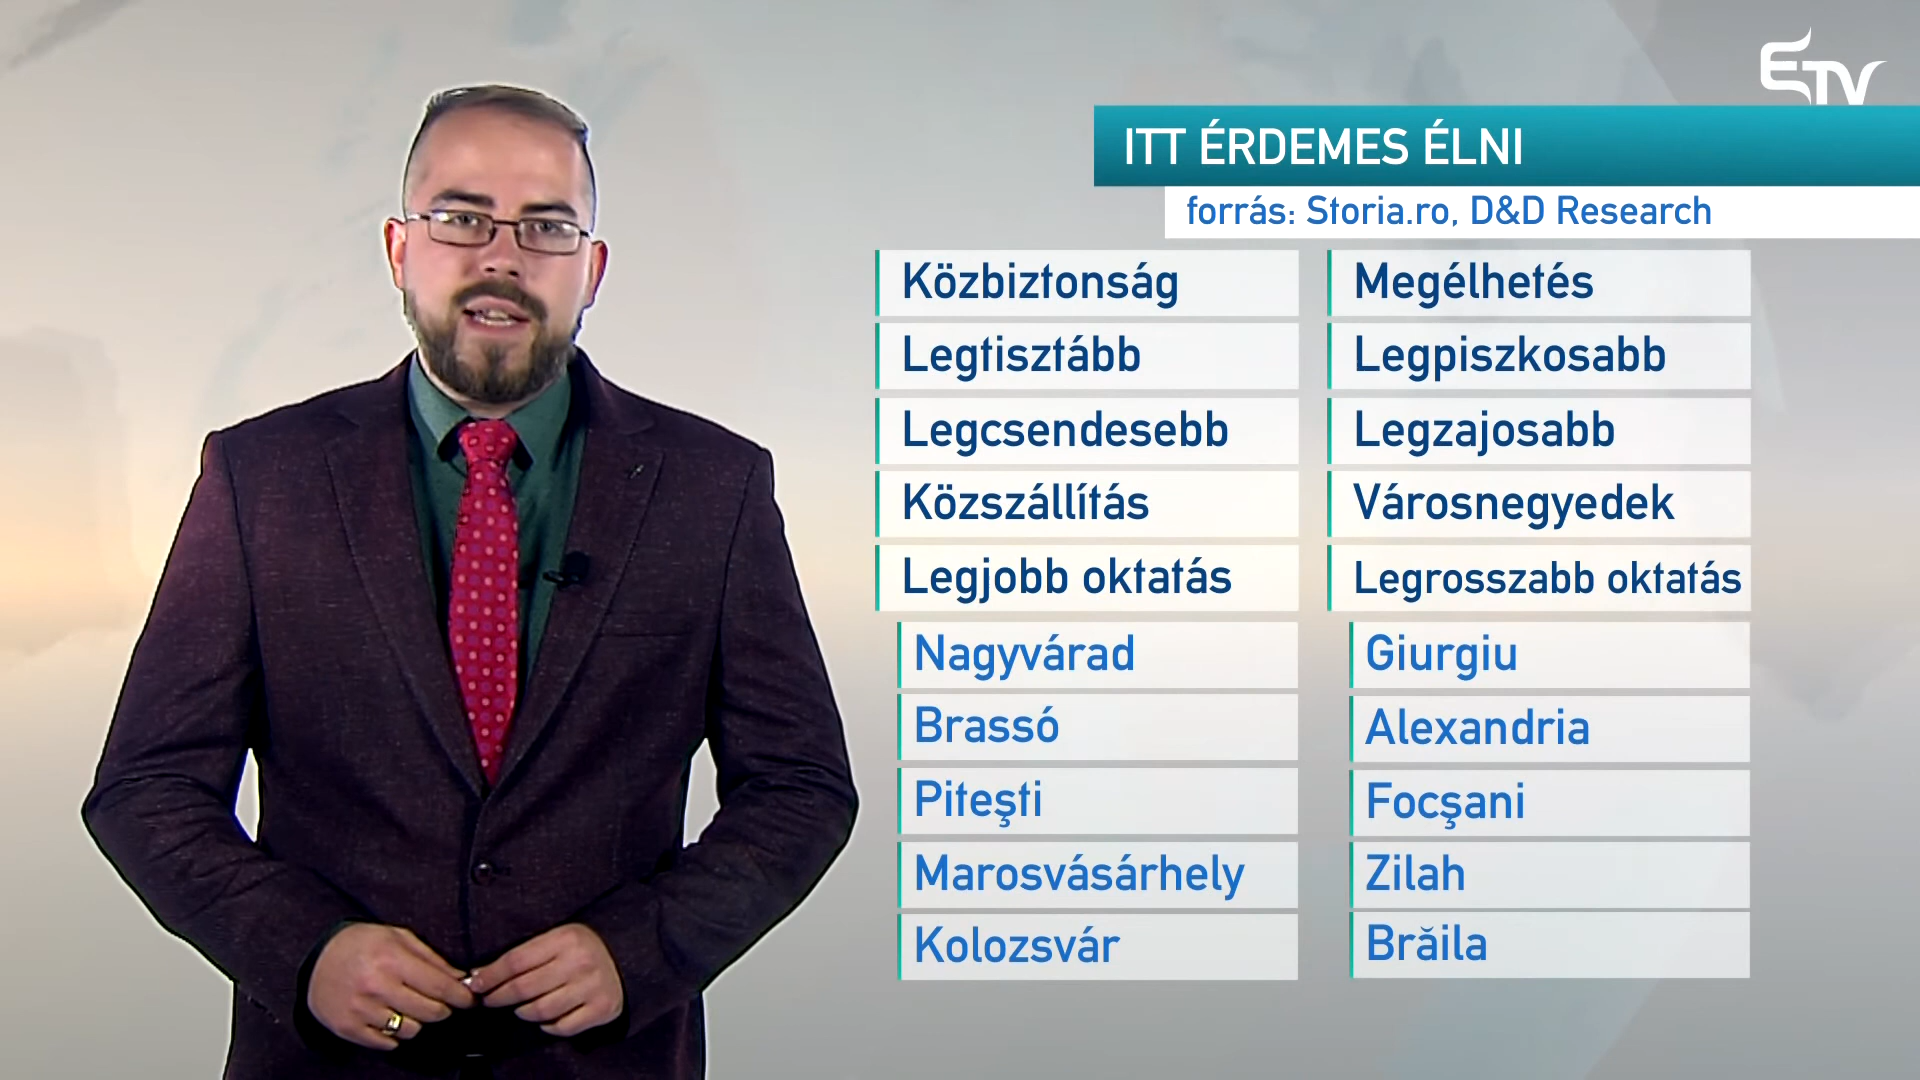 ETV
ITT ÉRDEMES ÉLNI
forrás: Storia.ro, D&D Research
Közbiztonság
Megélhetés
Legtisztább
Legpiszkosabb
Legcsendesebb
Legzajosabb
Közszállítás
Városnegyedek
Legjobb oktatás
Legrosszabb oktatás
Nagyvárad
Giurgiu
Brassó
Alexandria
Piteşti
Focşani
Marosvásárhely
Zilah
Kolozsvár
Brăila